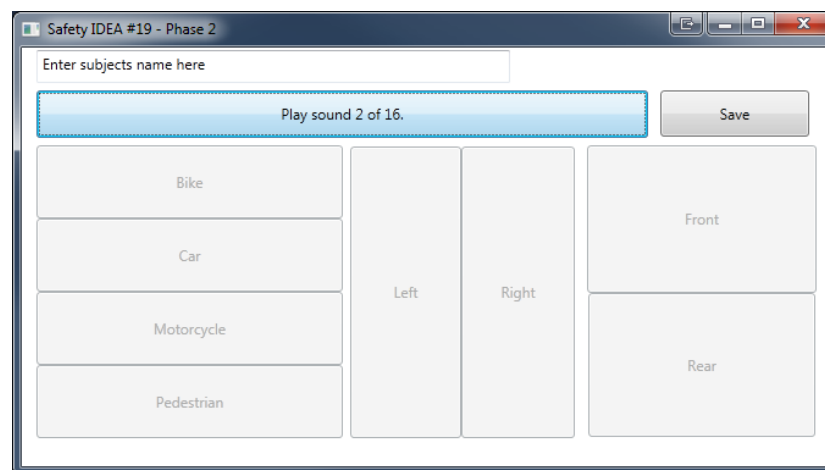 Safety IDEA #19 - Phase 2
Enter subjects name here
Play sound 2 of 16.
Save
Bike
Car
Motorcycle
Pedestrian
Left
Right
Front
Rear